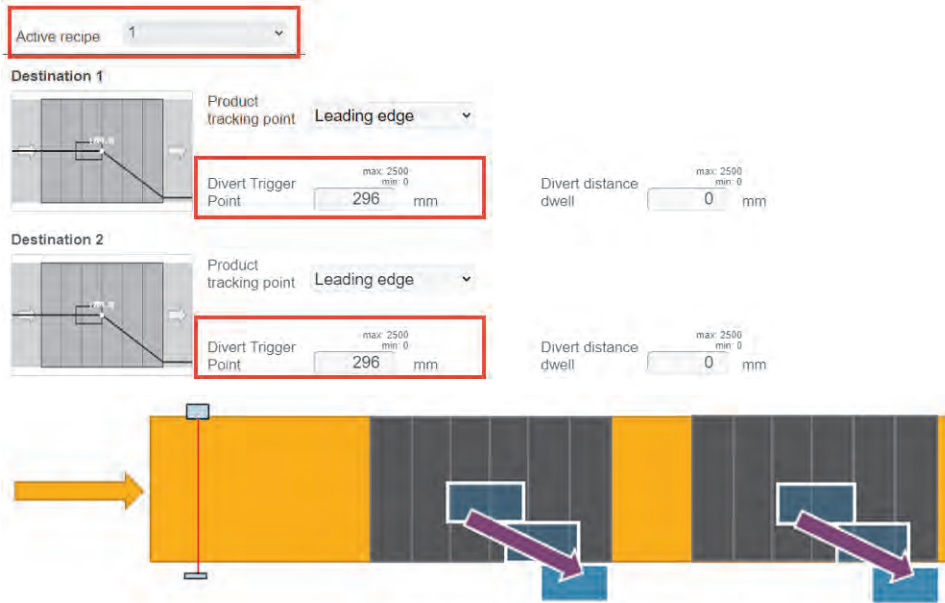 Active recipe 1
Destination 1
Product
tracking point Leading edge
max: 2500
min: 0
Divert Trigger
Point 296 mm
max: 2500
min: 0
Divert distance
dwell 0 mm
Destination 2
Product
tracking point Leading edge
max: 2500
min: 0
Divert Trigger
Point 296 mm
max: 2500
min: 0
Divert distance
dwell 0 mm